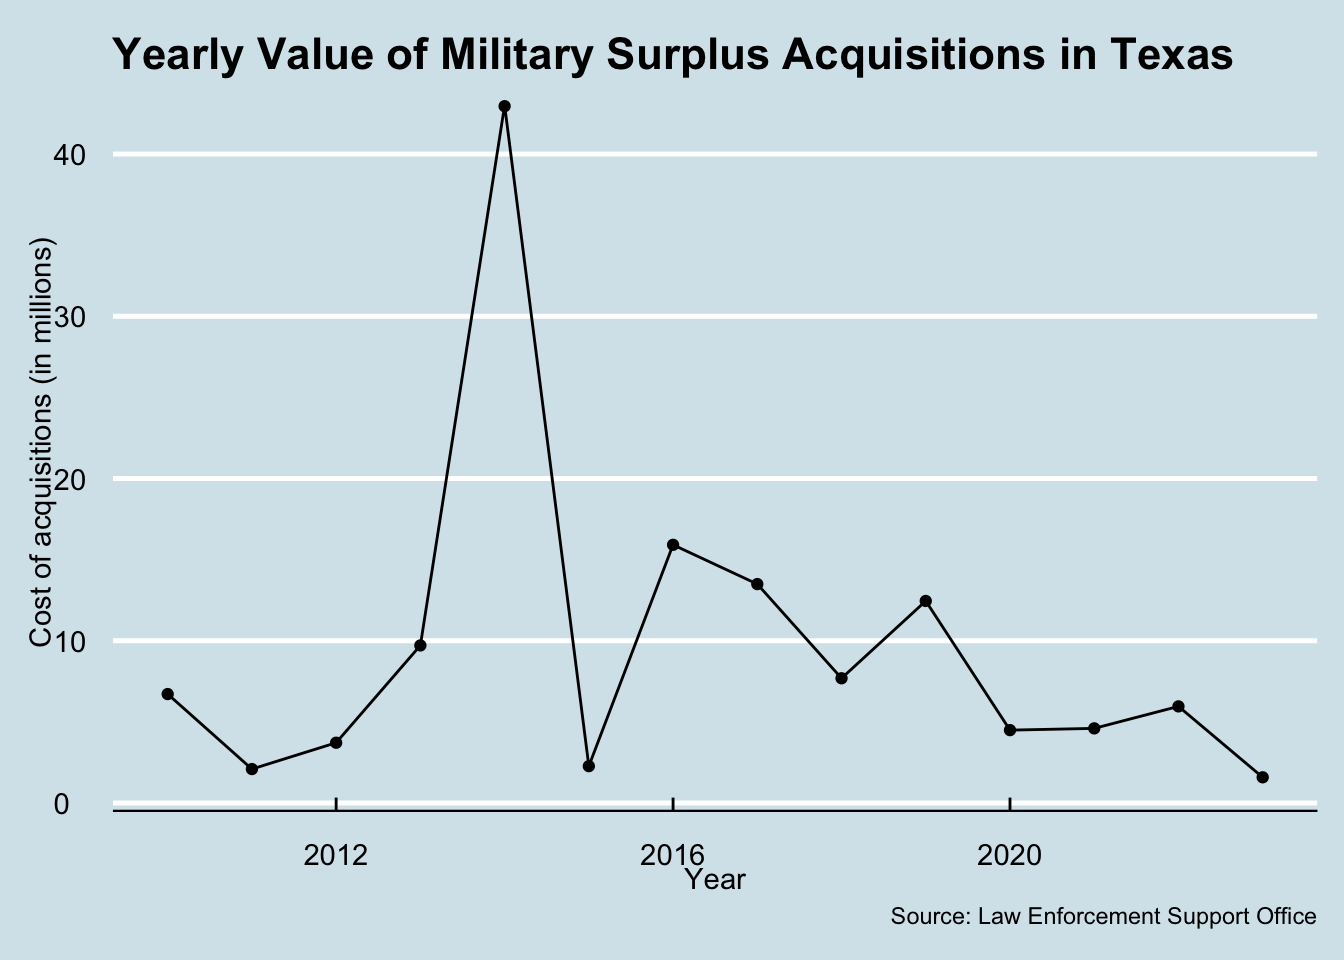 Yearly Value of Military Surplus Acquisitions in Texas
Cost of acquisitions (in millions)
40
30
20
10
0
2012
2016
2020
Year
Source: Law Enforcement Support Office